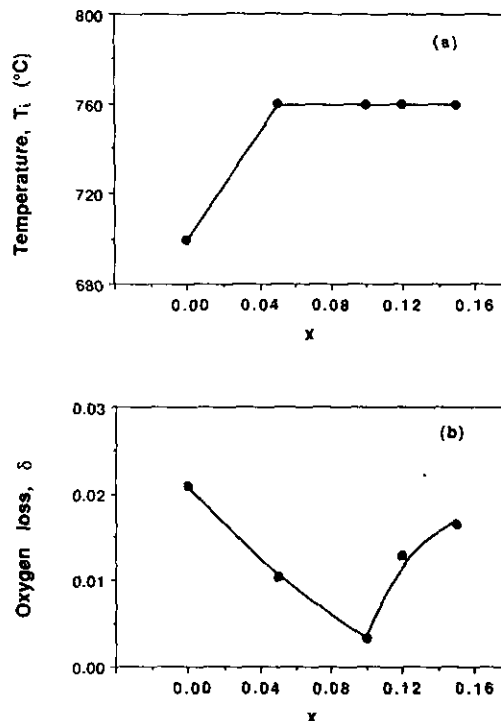 800
(a)
760
720
680
Temperature, Tᵢ (°C)
0.00 0.04 0.08 0.12 0.16
X
0.03
(b)
0.02
0.01
0.00
Oxygen loss, δ
0.00 0.04 0.08 0.12 0.16
X